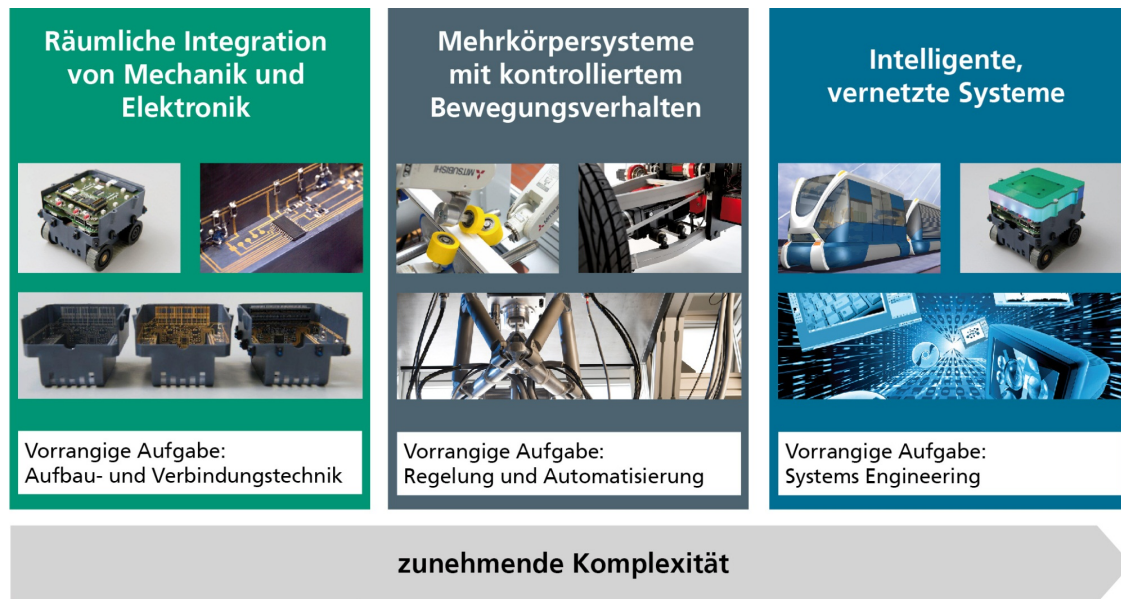 Räumliche Integration
von Mechanik und
Elektronik
Mehrkörpersysteme
mit kontrolliertem
Bewegungsverhalten
Intelligente,
vernetzte Systeme
MITSUBISHI
Vorrangige Aufgabe:
Aufbau- und Verbindungstechnik
Vorrangige Aufgabe:
Regelung und Automatisierung
Vorrangige Aufgabe:
Systems Engineering
zunehmende Komplexität